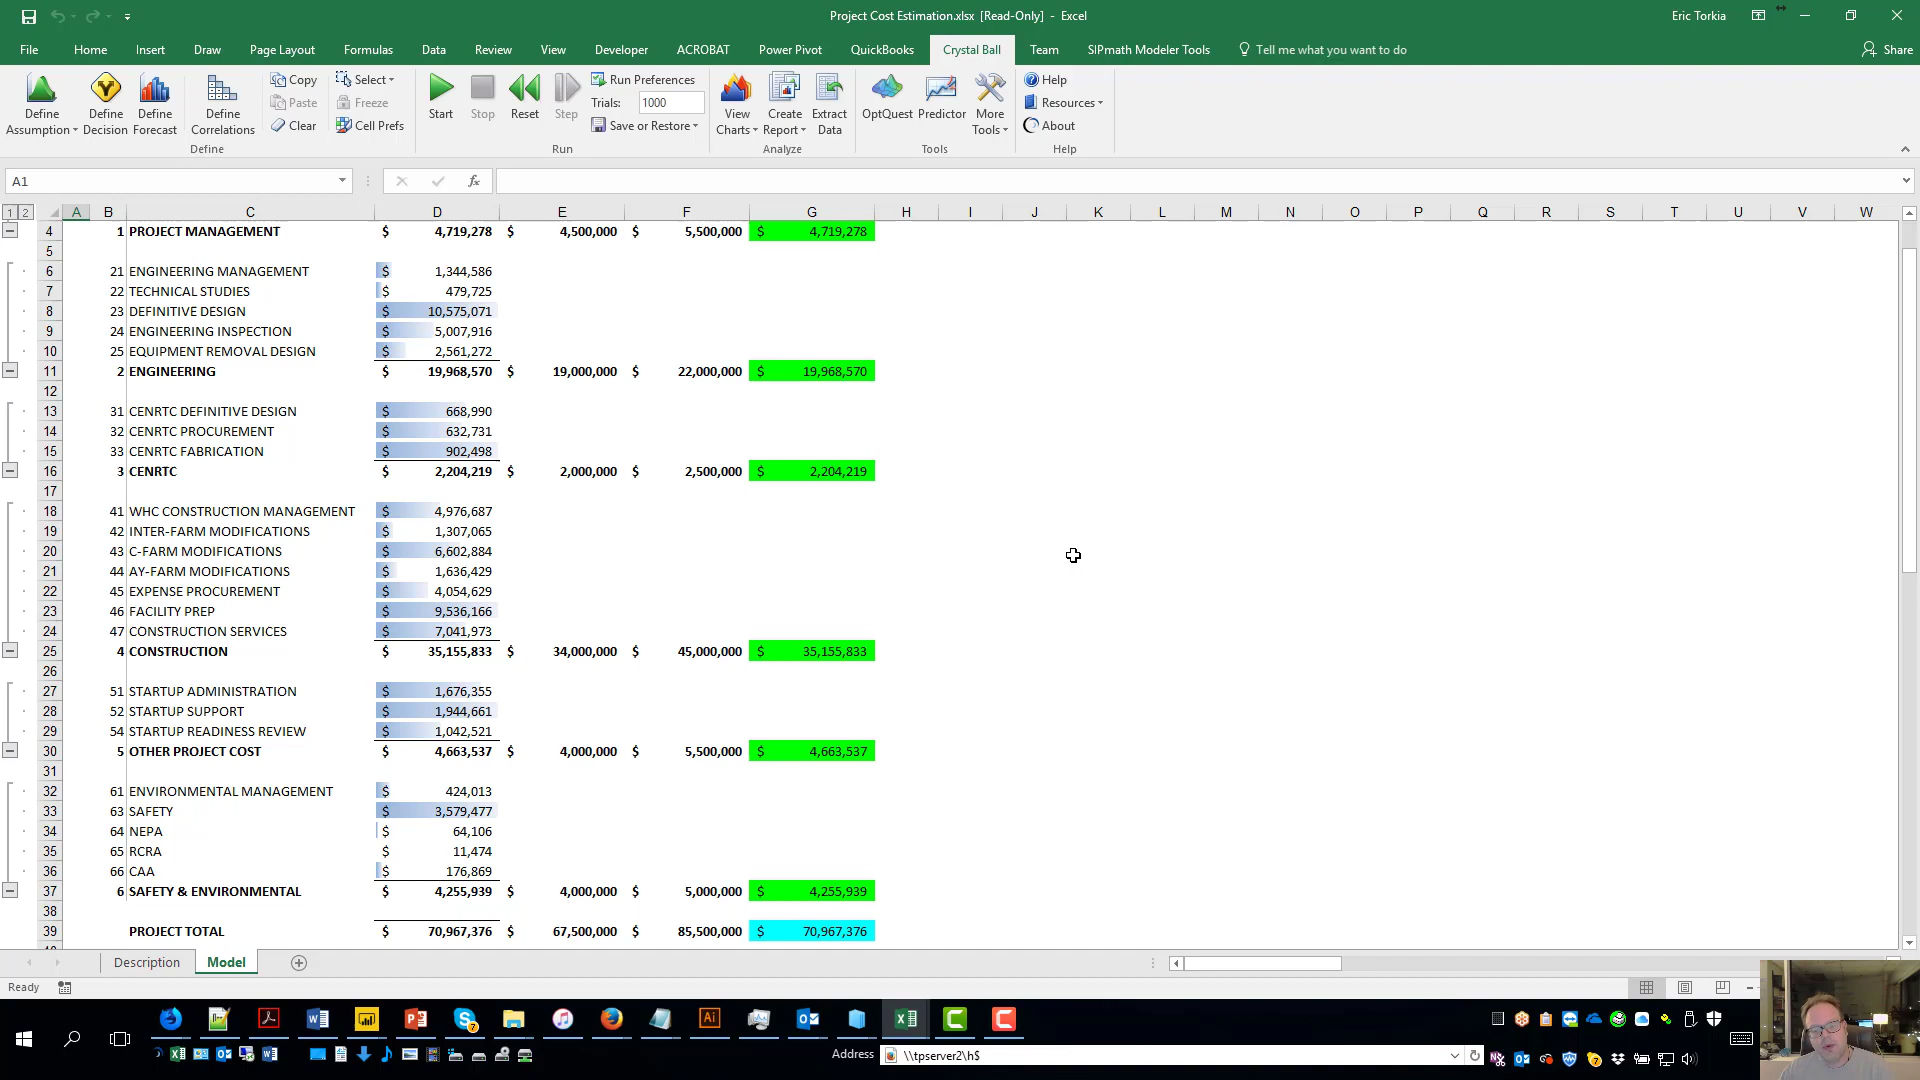 Project Cost Estimation.xlsx [Read-Only] - Excel
Eric Torkia
File Home Insert Draw Page Layout Formulas Data Review View Developer ACROBAT Power Pivot QuickBooks Crystal Ball Team SIPmath Modeler Tools Tell me what you want to do Share
Define Assumption
Define Decision
Define Forecast
Define Correlations
Copy
Paste
Clear
Select
Freeze
Cell Prefs
Define
Start
Stop
Reset
Step
Run Preferences
Trials: 1000
Save or Restore
Run
View Charts
Create Report
Extract Data
Analyze
OptQuest
Predictor
More Tools
Tools
Help
Resources
About
Help
A1 fx
1 2 A B C D E F G H I J K L M N O P Q R S T U V W
4 1 PROJECT MANAGEMENT $ 4,719,278 $ 4,500,000 $ 5,500,000 $ 4,719,278
5
6 21 ENGINEERING MANAGEMENT $ 1,344,586
7 22 TECHNICAL STUDIES $ 479,725
8 23 DEFINITIVE DESIGN $ 10,575,071
9 24 ENGINEERING INSPECTION $ 5,007,916
10 25 EQUIPMENT REMOVAL DESIGN $ 2,561,272
11 2 ENGINEERING $ 19,968,570 $ 19,000,000 $ 22,000,000 $ 19,968,570
12
13 31 CENRTC DEFINITIVE DESIGN $ 668,990
14 32 CENRTC PROCUREMENT $ 632,731
15 33 CENRTC FABRICATION $ 902,498
16 3 CENRTC $ 2,204,219 $ 2,000,000 $ 2,500,000 $ 2,204,219
17
18 41 WHC CONSTRUCTION MANAGEMENT $ 4,976,687
19 42 INTER-FARM MODIFICATIONS $ 1,307,065
20 43 C-FARM MODIFICATIONS $ 6,602,884
21 44 AY-FARM MODIFICATIONS $ 1,636,429
22 45 EXPENSE PROCUREMENT $ 4,054,629
23 46 FACILITY PREP $ 9,536,166
24 47 CONSTRUCTION SERVICES $ 7,041,973
25 4 CONSTRUCTION $ 35,155,833 $ 34,000,000 $ 45,000,000 $ 35,155,833
26
27 51 STARTUP ADMINISTRATION $ 1,676,355
28 52 STARTUP SUPPORT $ 1,944,661
29 54 STARTUP READINESS REVIEW $ 1,042,521
30 5 OTHER PROJECT COST $ 4,663,537 $ 4,000,000 $ 5,500,000 $ 4,663,537
31
32 61 ENVIRONMENTAL MANAGEMENT $ 424,013
33 63 SAFETY $ 3,579,477
34 64 NEPA $ 64,106
35 65 RCRA $ 11,474
36 66 CAA $ 176,869
37 6 SAFETY & ENVIRONMENTAL $ 4,255,939 $ 4,000,000 $ 5,000,000 $ 4,255,939
38
39 PROJECT TOTAL $ 70,967,376 $ 67,500,000 $ 85,500,000 $ 70,967,376
Description Model
Ready
Address \\tpserver2\h$